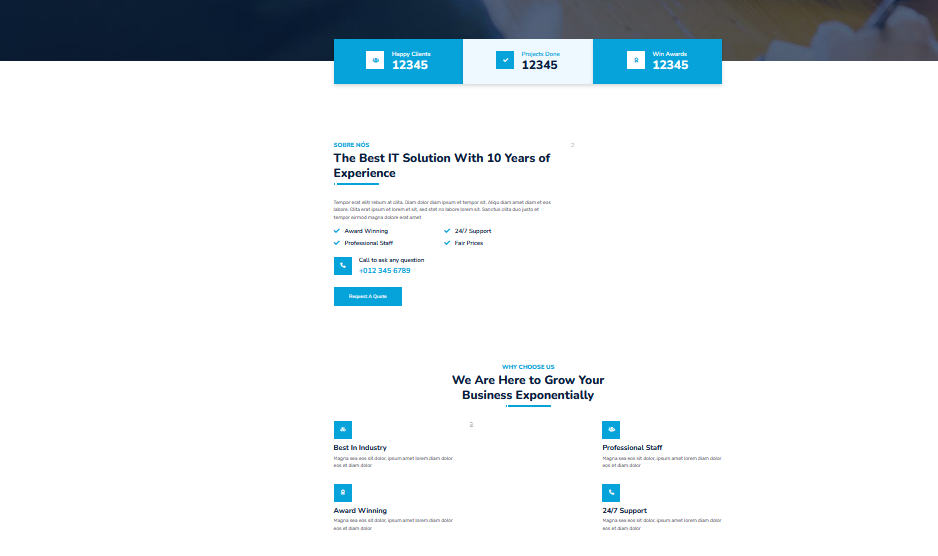 Happy Clients
12345
Projects Done
12345
Win Awards
12345
SOBRE NÓS
The Best IT Solution With 10 Years of
Experience
Tempor erat elitr rebum at clita. Diam dolor diam ipsum et tempor sit. Aliqu diam amet diam et eos
labore. Clita erat ipsum et lorem et sit, sed stet no labore lorem sit. Sanctus clita duo justo et
tempor eirmod magna dolore erat amet
Award Winning
24/7 Support
Professional Staff
Fair Prices
Call to ask any question
+012 345 6789
Request A Quote
WHY CHOOSE US
We Are Here to Grow Your
Business Exponentially
Best In Industry
Magna sea eos sit dolor, ipsum amet lorem diam dolor
eos et diam dolor
Professional Staff
Magna sea eos sit dolor, ipsum amet lorem diam dolor
eos et diam dolor
Award Winning
Magna sea eos sit dolor, ipsum amet lorem diam dolor
eos et diam dolor
24/7 Support
Magna sea eos sit dolor, ipsum amet lorem diam dolor
eos et diam dolor